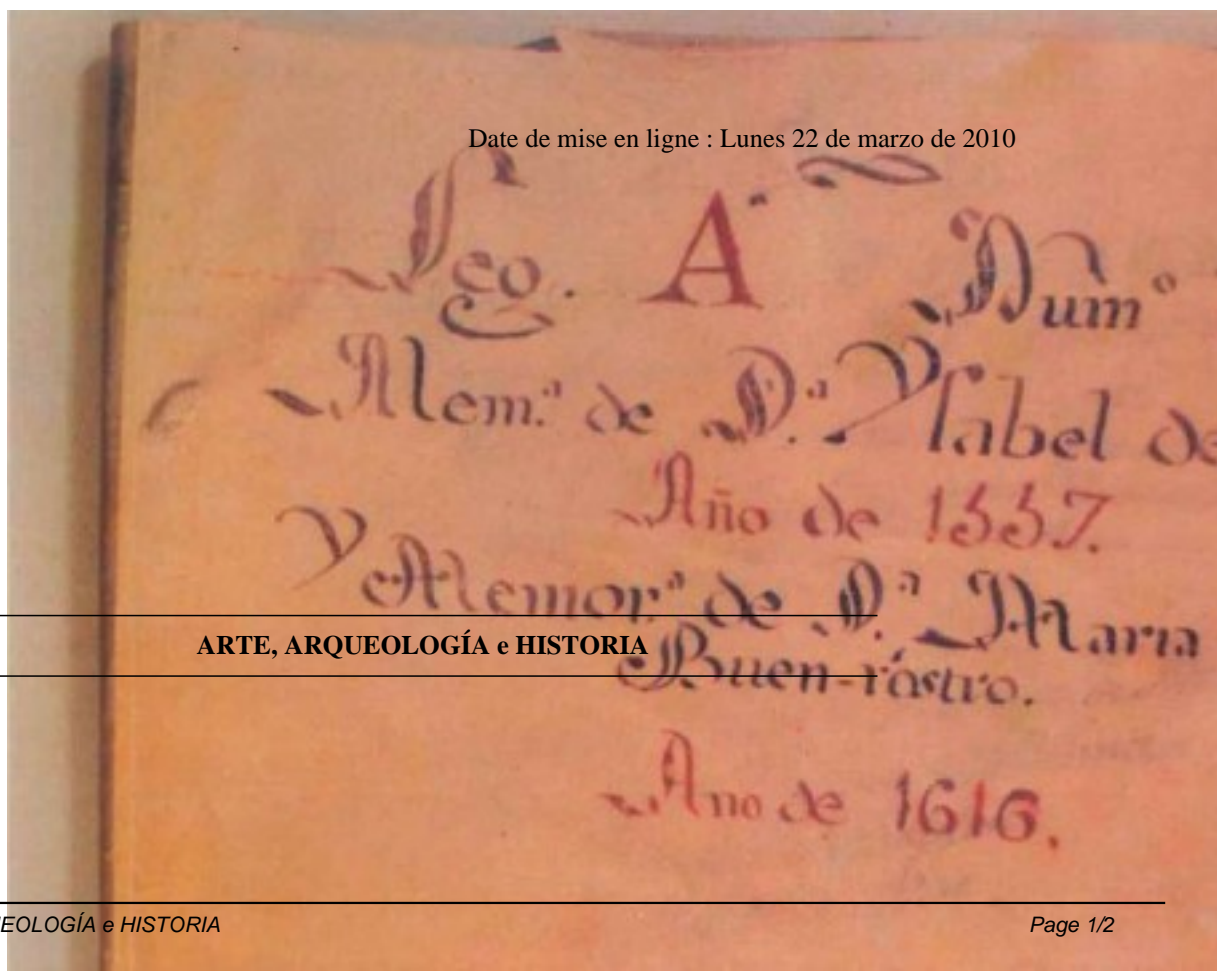 Date de mise en ligne : Lunes 22 de marzo de 2010
Lego. A Num.º
Mem.ª de D.ª Ysabel de
Año de 1557.
Y Memor.ª de D.ª Maria
ARTE, ARQUEOLOGÍA e HISTORIA
Buen-rostro.
Año de 1616.
EOLOGÍA e HISTORIA Page 1/2